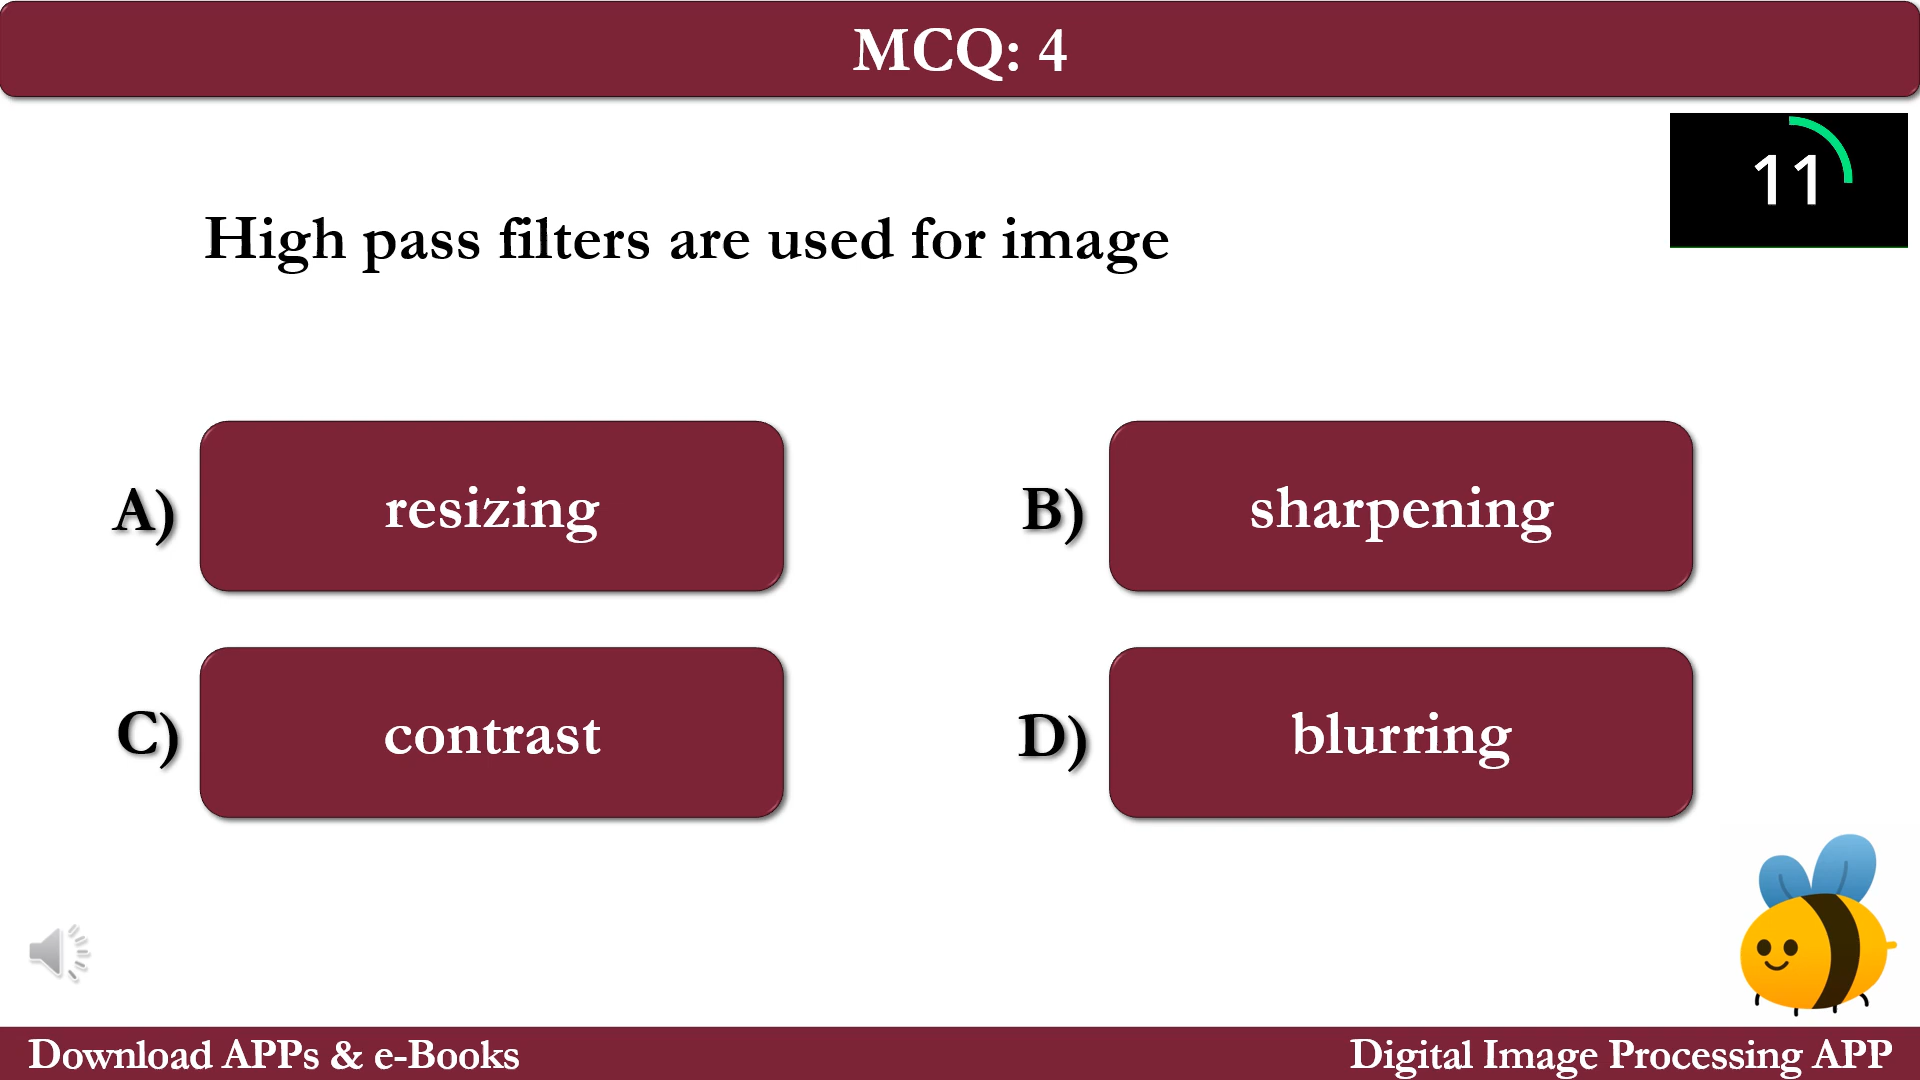 MCQ: 4
11
High pass filters are used for image
A) resizing
B) sharpening
C) contrast
D) blurring
Download APPs & e-Books
Digital Image Processing APP